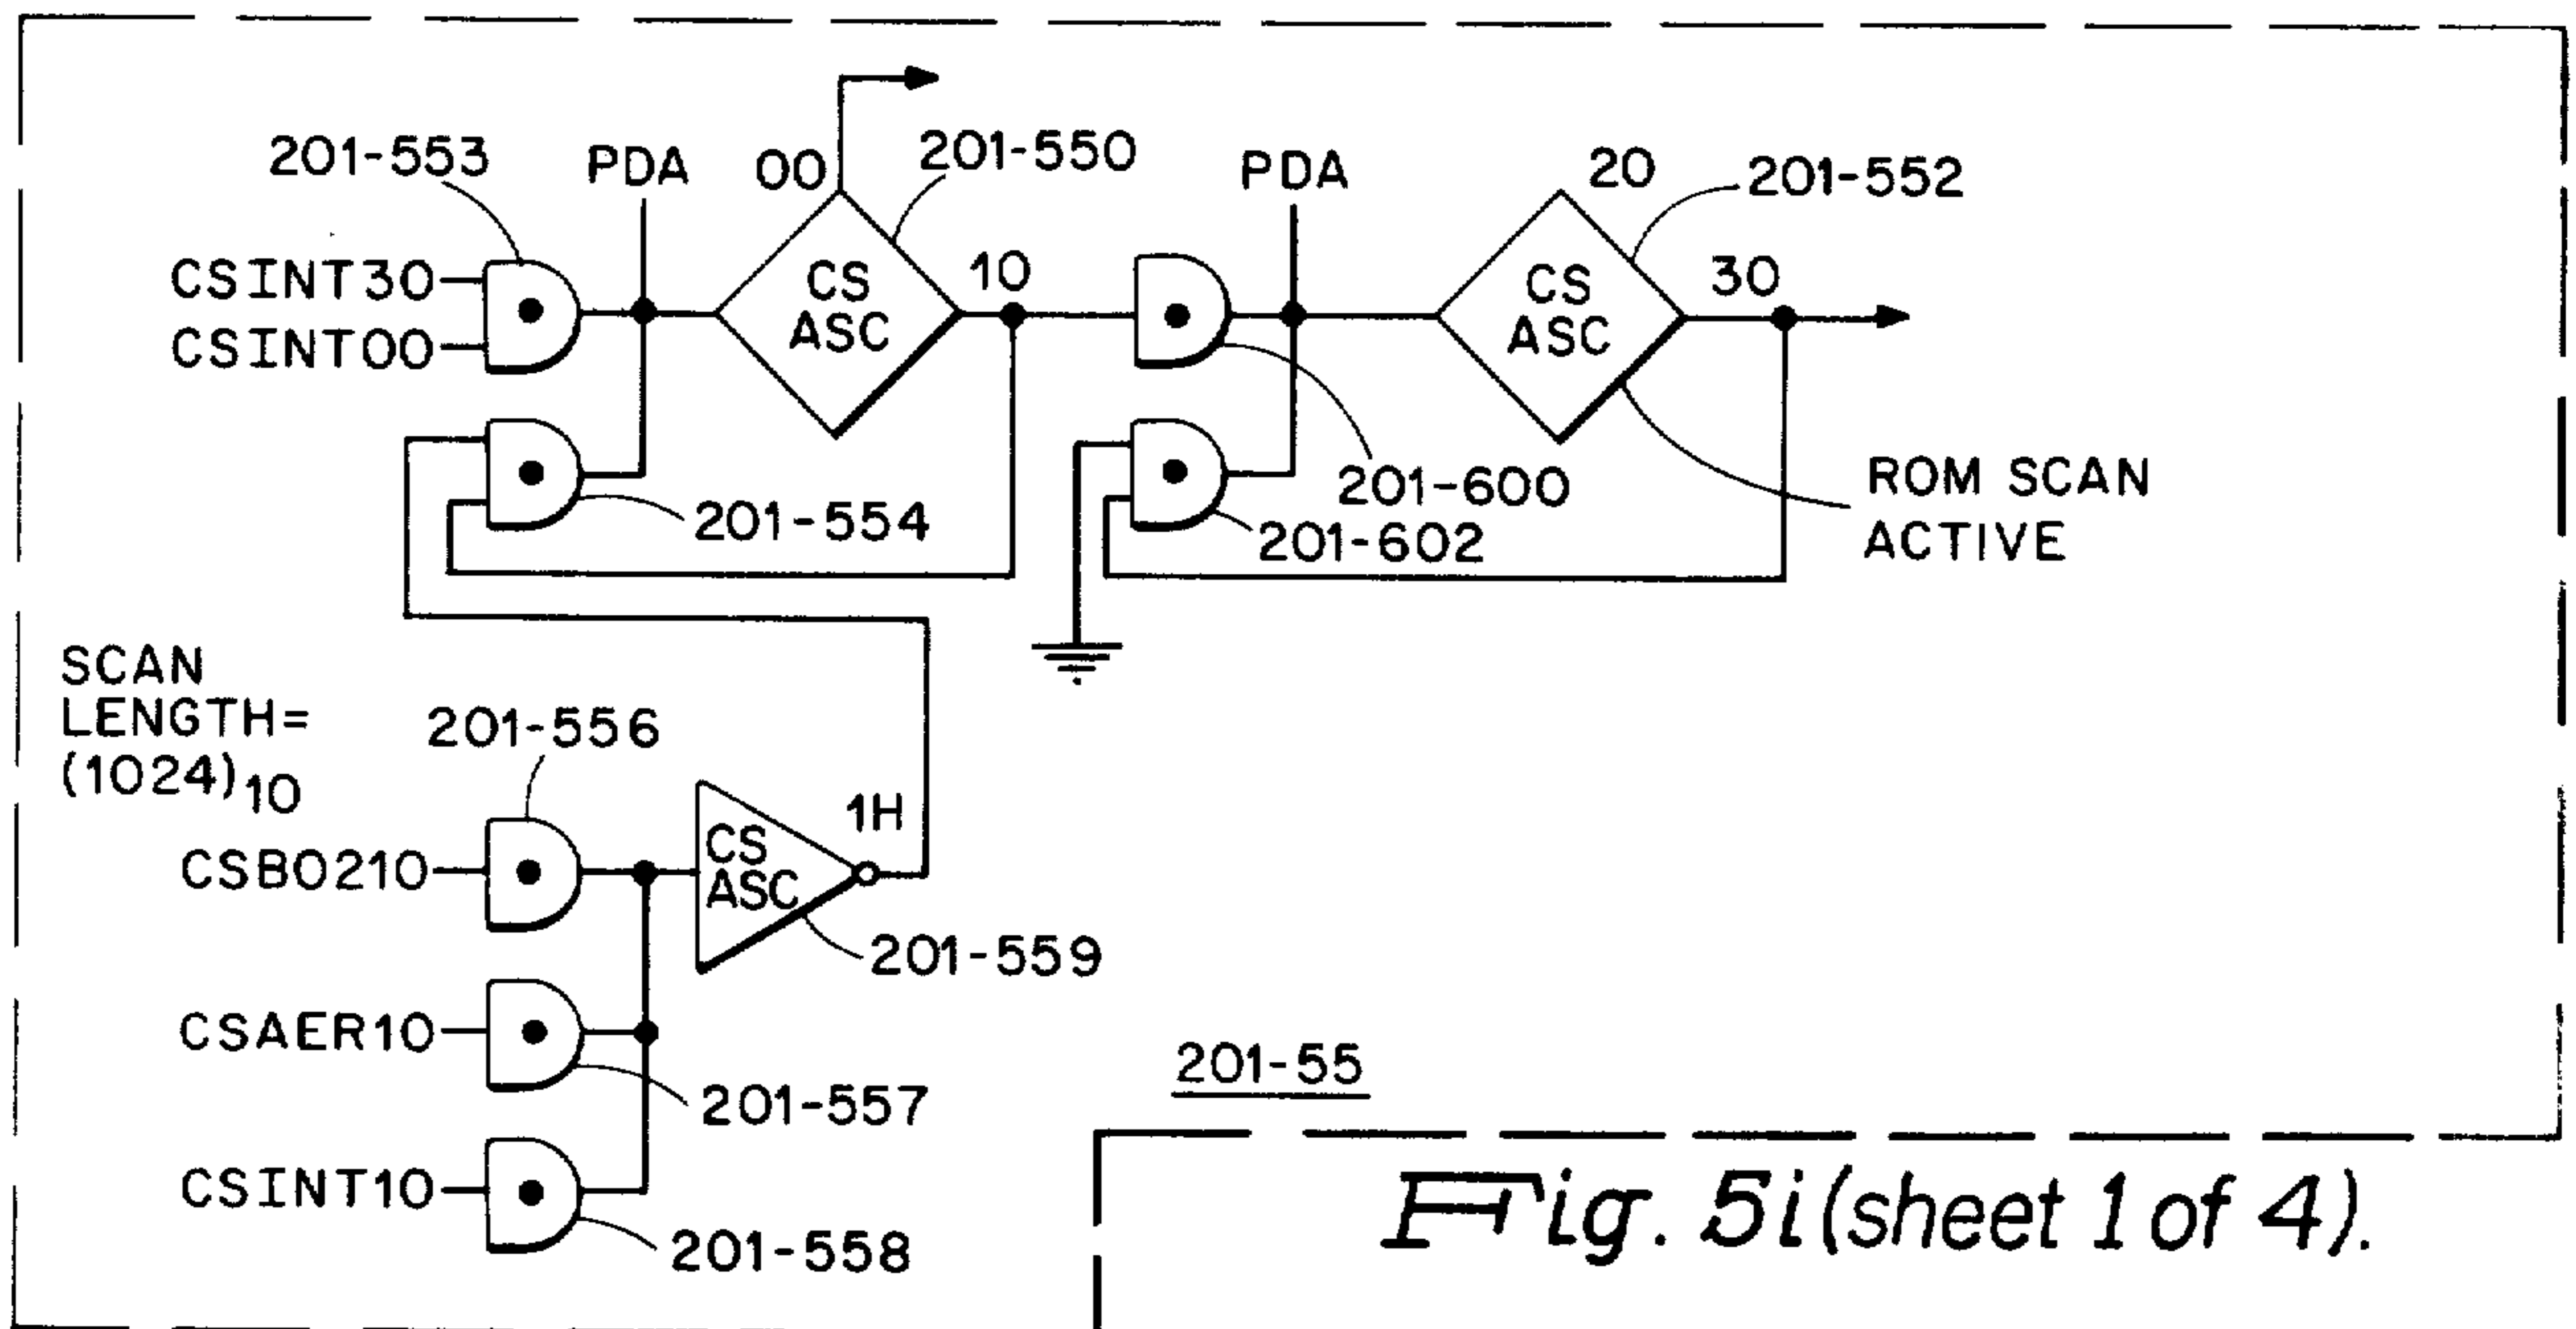 201-553
PDA
00
201-550
PDA
20
201-552
CSINT30
CSINT00
CS
ASC
10
CS
ASC
30
201-554
201-600
201-602
ROM SCAN
ACTIVE
SCAN
LENGTH=
(1024)10
201-556
CSB0210
CS
ASC
1H
201-559
CSAER10
201-557
CSINT10
201-558
201-55
Fig. 5i (sheet 1 of 4).